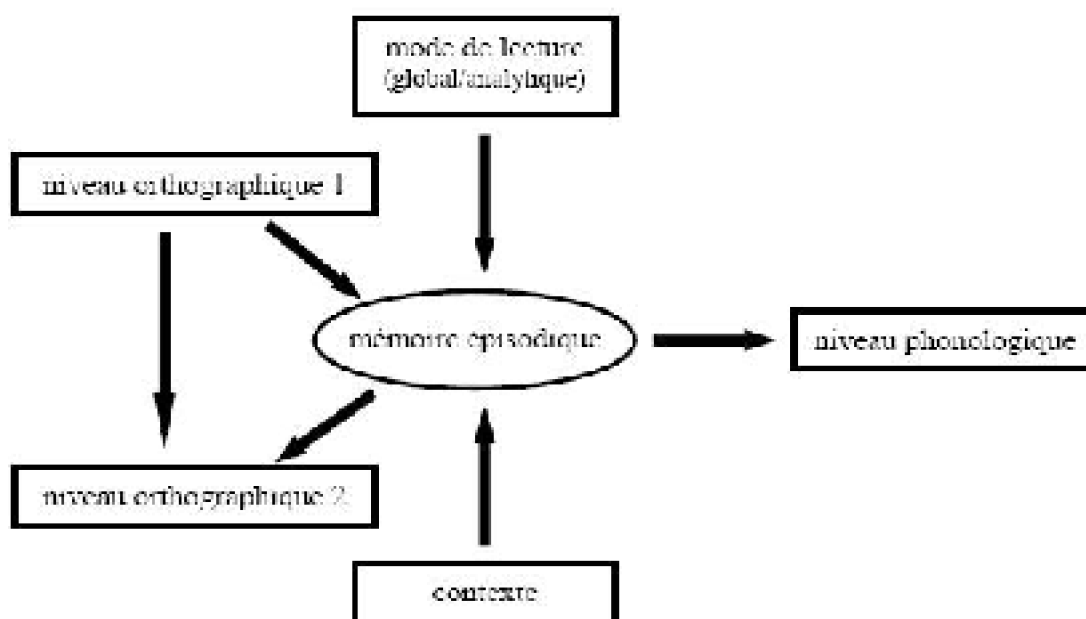 mode de lecture
(global/analytique)
niveau orthographique 1
mémoire épisodique
niveau phonologique
niveau orthographique 2
contexte